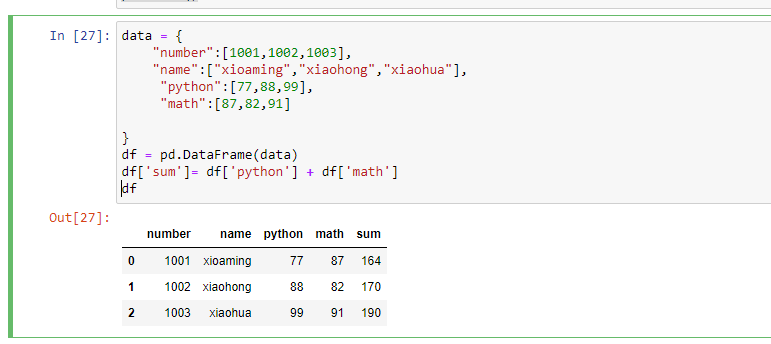 In [27]: data = {
"number":[1001,1002,1003],
"name":["xioaming","xiaohong","xiaohua"],
"python":[77,88,99],
"math":[87,82,91]
}
df = pd.DataFrame(data)
df['sum']= df['python'] + df['math']
df
Out[27]:
number name python math sum
0 1001 xioaming 77 87 164
1 1002 xiaohong 88 82 170
2 1003 xiaohua 99 91 190